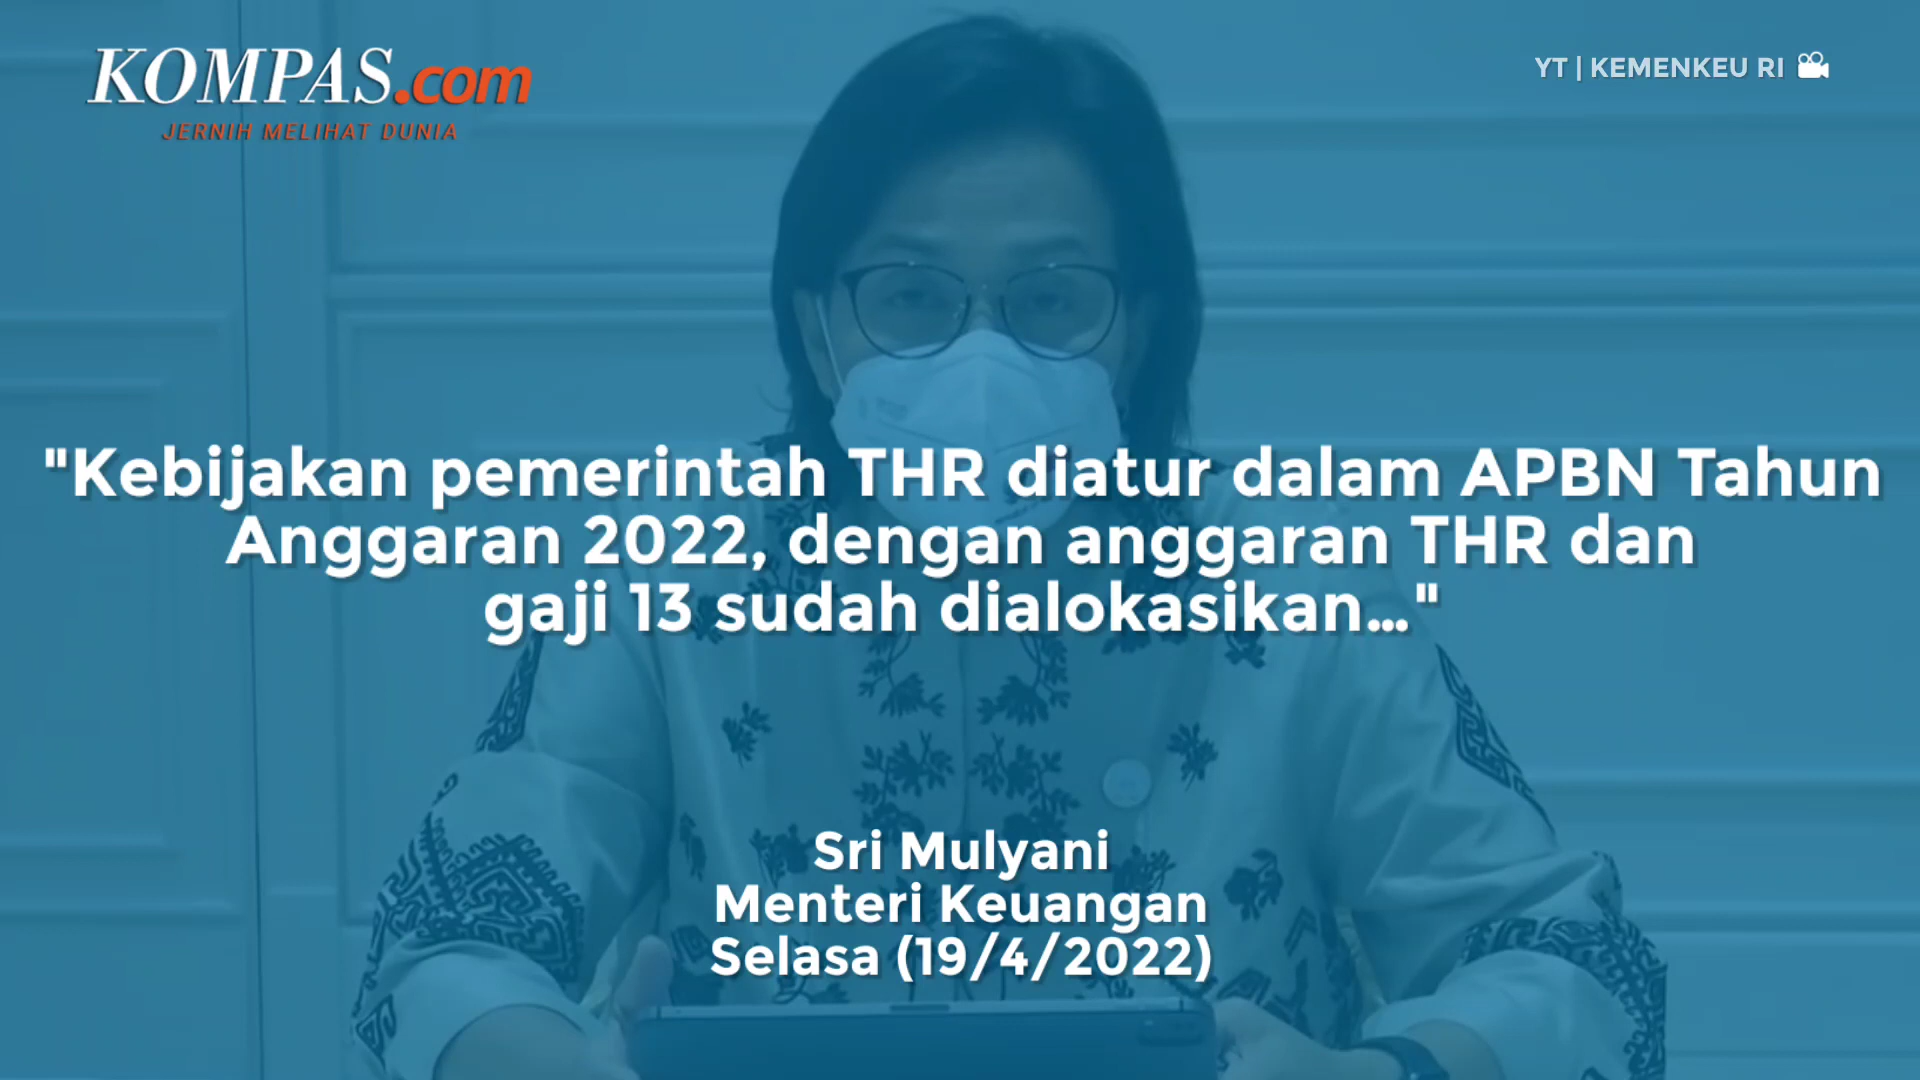 KOMPAS.com
JERNIH MELIHAT DUNIA
YT | KEMENKEU RI
"Kebijakan pemerintah THR diatur dalam APBN Tahun
Anggaran 2022, dengan anggaran THR dan
gaji 13 sudah dialokasikan..."
Sri Mulyani
Menteri Keuangan
Selasa (19/4/2022)